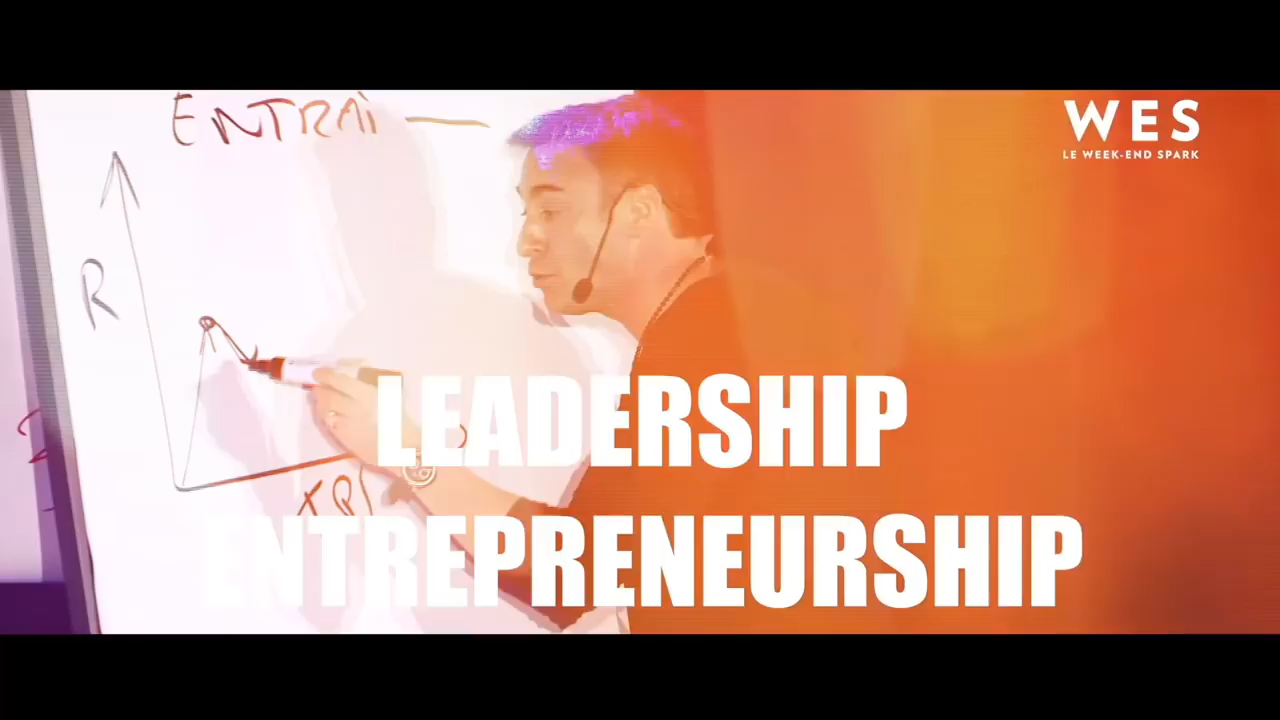 ENTRAÎ
WES
LE WEEK-END SPARK
R
LEADERSHIP
ENTREPRENEURSHIP